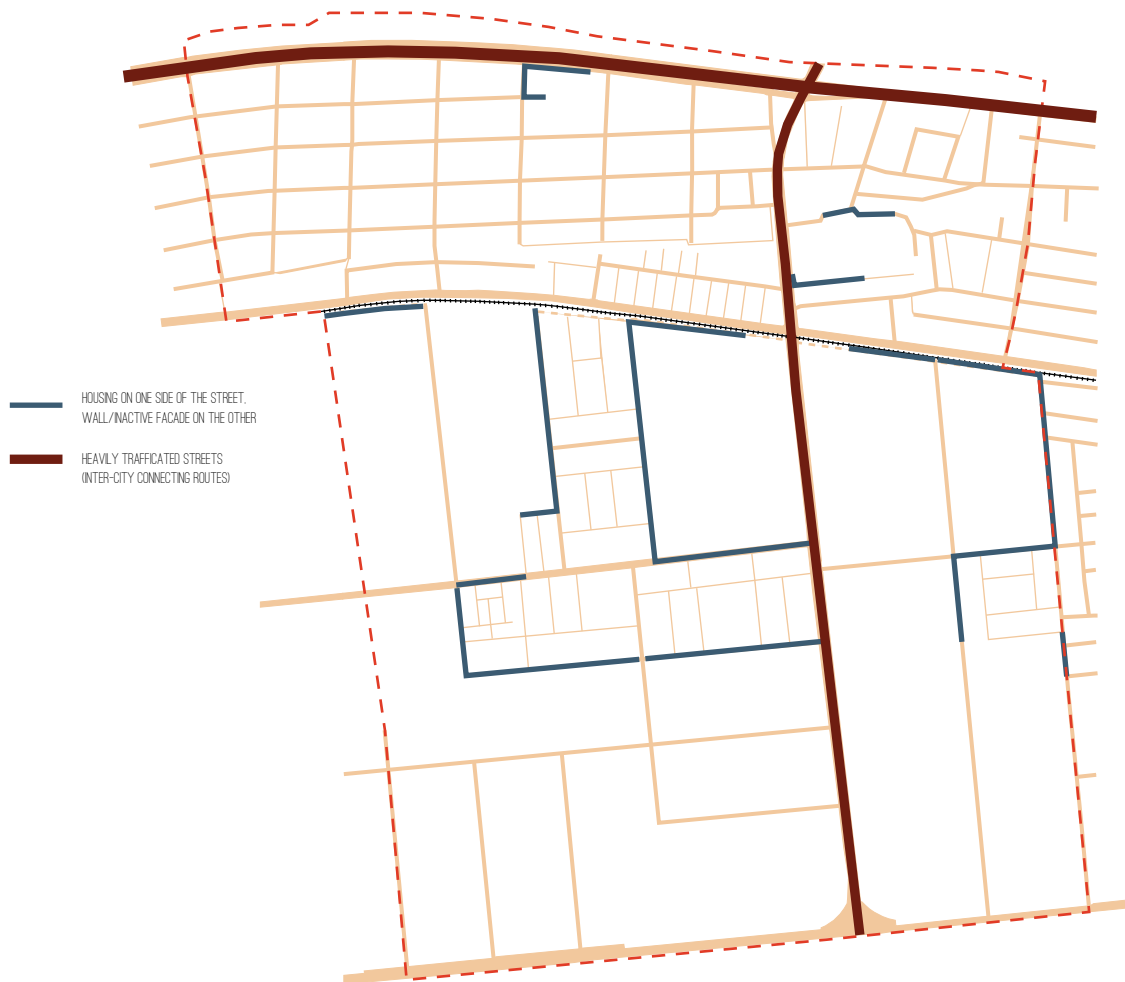 HOUSING ON ONE SIDE OF THE STREET,
WALL/INACTIVE FACADE ON THE OTHER
HEAVILY TRAFFICATED STREETS
(INTER-CITY CONNECTING ROUTES)